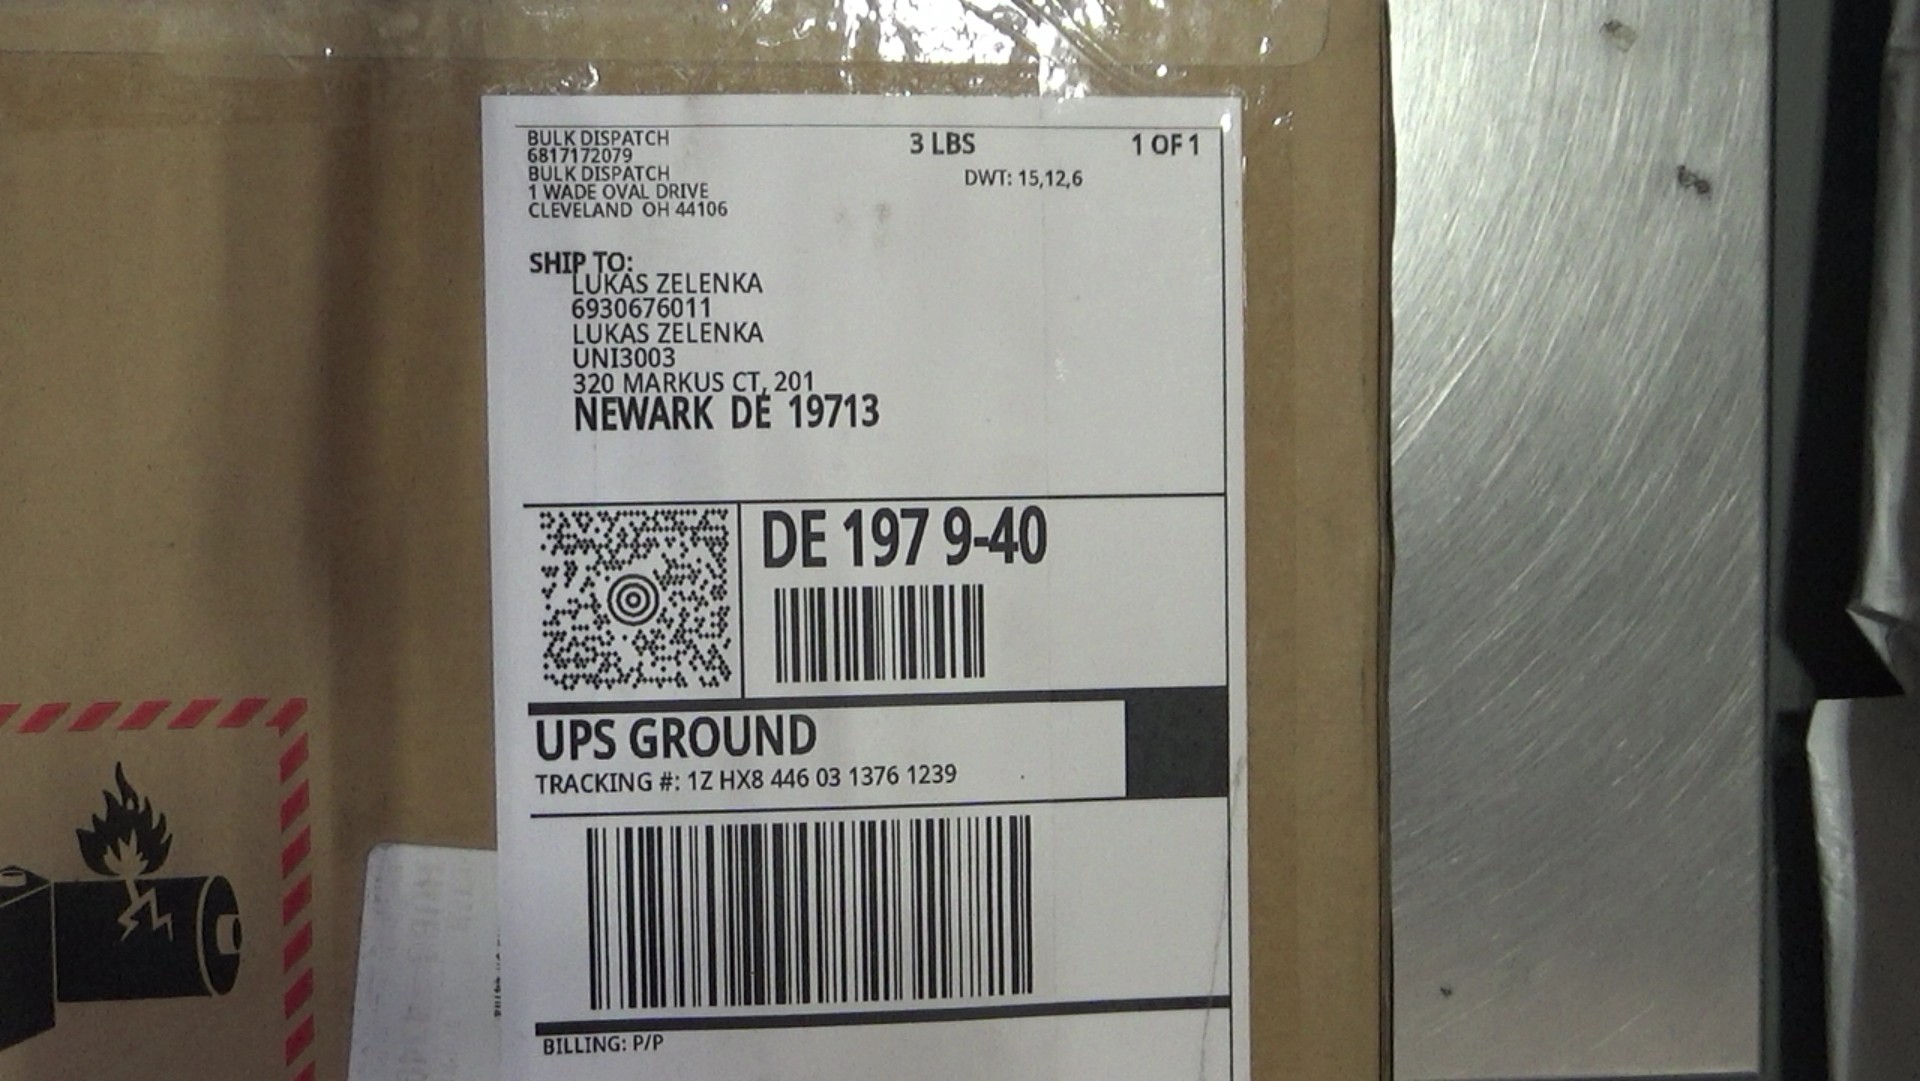 BULK DISPATCH
6817172079
BULK DISPATCH
1 WADE OVAL DRIVE
CLEVELAND OH 44106
3 LBS
1 OF 1
DWT: 15,12,6
SHIP TO:
LUKAS ZELENKA
6930676011
LUKAS ZELENKA
UNI3003
320 MARKUS CT, 201
NEWARK DE 19713
DE 197 9-40
UPS GROUND
TRACKING #: 1Z HX8 446 03 1376 1239
BILLING: P/P